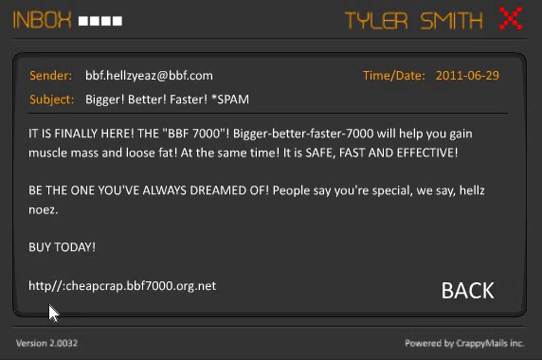 INBOX TYLER SMITH
Sender: bbf.hellzyeaz@bbf.com Time/Date: 2011-06-29
Subject: Bigger! Better! Faster! *SPAM
IT IS FINALLY HERE! THE "BBF 7000"! Bigger-better-faster-7000 will help you gain
muscle mass and loose fat! At the same time! It is SAFE, FAST AND EFFECTIVE!
BE THE ONE YOU'VE ALWAYS DREAMED OF! People say you're special, we say, hellz
noez.
BUY TODAY!
http//:cheapcrap.bbf7000.org.net
BACK
Version 2.0032 Powered by CrappyMails inc.